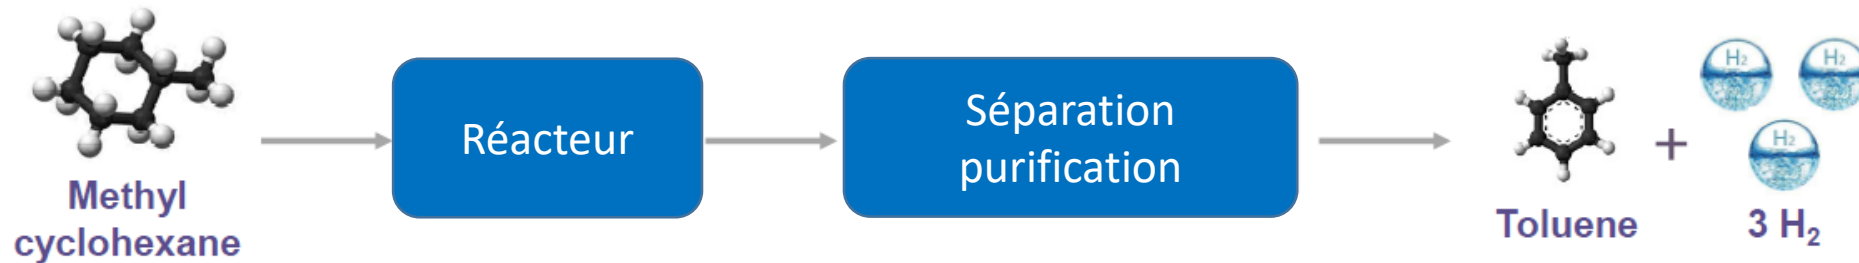 Methyl
cyclohexane
Réacteur
Séparation
purification
Toluene
+
H₂
H₂
H₂
3 H₂